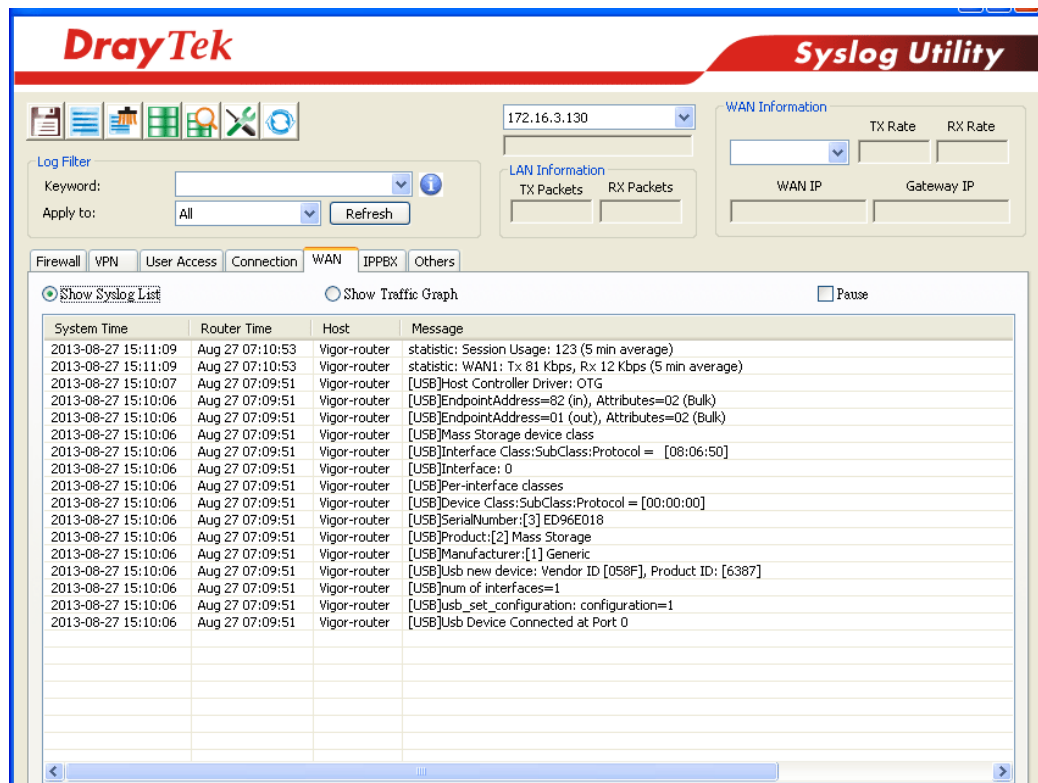 DrayTek
Syslog Utility
172.16.3.130
WAN Information
TX Rate RX Rate
Log Filter
Keyword:
LAN Information
TX Packets RX Packets
WAN IP Gateway IP
Apply to: All Refresh
Firewall VPN User Access Connection WAN IPPBX Others
Show Syslog List Show Traffic Graph Pause
System Time Router Time Host Message
2013-08-27 15:11:09 Aug 27 07:10:53 Vigor-router statistic: Session Usage: 123 (5 min average)
2013-08-27 15:11:09 Aug 27 07:10:53 Vigor-router statistic: WAN1: Tx 81 Kbps, Rx 12 Kbps (5 min average)
2013-08-27 15:10:07 Aug 27 07:09:51 Vigor-router [USB]Host Controller Driver: OTG
2013-08-27 15:10:06 Aug 27 07:09:51 Vigor-router [USB]EndpointAddress=82 (in), Attributes=02 (Bulk)
2013-08-27 15:10:06 Aug 27 07:09:51 Vigor-router [USB]EndpointAddress=01 (out), Attributes=02 (Bulk)
2013-08-27 15:10:06 Aug 27 07:09:51 Vigor-router [USB]Mass Storage device class
2013-08-27 15:10:06 Aug 27 07:09:51 Vigor-router [USB]Interface Class:SubClass:Protocol = [08:06:50]
2013-08-27 15:10:06 Aug 27 07:09:51 Vigor-router [USB]Interface: 0
2013-08-27 15:10:06 Aug 27 07:09:51 Vigor-router [USB]Per-interface classes
2013-08-27 15:10:06 Aug 27 07:09:51 Vigor-router [USB]Device Class:SubClass:Protocol = [00:00:00]
2013-08-27 15:10:06 Aug 27 07:09:51 Vigor-router [USB]SerialNumber:[3] ED96E018
2013-08-27 15:10:06 Aug 27 07:09:51 Vigor-router [USB]Product:[2] Mass Storage
2013-08-27 15:10:06 Aug 27 07:09:51 Vigor-router [USB]Manufacturer:[1] Generic
2013-08-27 15:10:06 Aug 27 07:09:51 Vigor-router [USB]Usb new device: Vendor ID [058F], Product ID: [6387]
2013-08-27 15:10:06 Aug 27 07:09:51 Vigor-router [USB]num of interfaces=1
2013-08-27 15:10:06 Aug 27 07:09:51 Vigor-router [USB]usb_set_configuration: configuration=1
2013-08-27 15:10:06 Aug 27 07:09:51 Vigor-router [USB]Usb Device Connected at Port 0